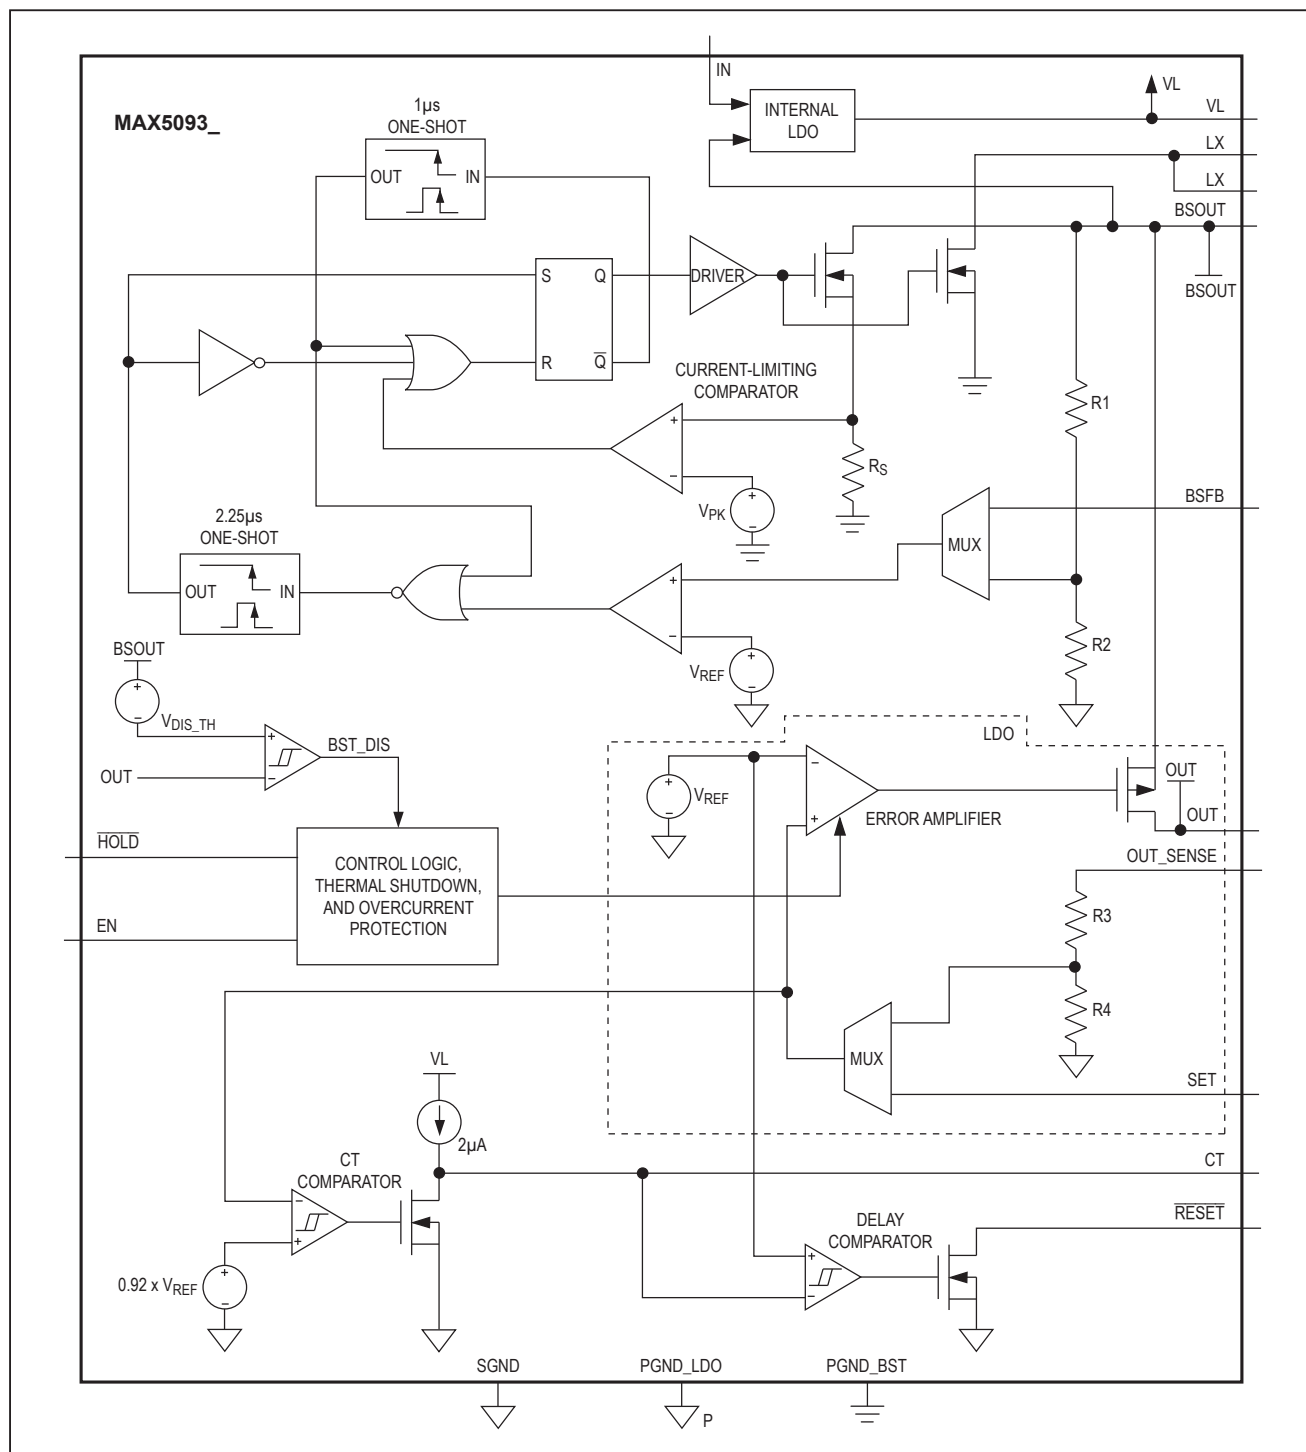 MAX5093_
IN
INTERNAL
LDO
VL
VL
LX
LX
BSOUT
BSOUT
1µs
ONE-SHOT
OUT
IN
S
Q
R
Q̅
DRIVER
CURRENT-LIMITING
COMPARATOR
+
−
VPK
+
−
RS
R1
BSFB
MUX
R2
2.25µs
ONE-SHOT
OUT
IN
+
−
VREF
+
−
BSOUT
+
−
VDIS_TH
OUT
+
−
BST_DIS
LDO
+
−
VREF
−
+
ERROR AMPLIFIER
OUT
OUT
OUT_SENSE
H̅O̅L̅D̅
EN
CONTROL LOGIC,
THERMAL SHUTDOWN,
AND OVERCURRENT
PROTECTION
R3
R4
MUX
SET
VL
2µA
CT
COMPARATOR
−
+
+
−
0.92 x VREF
CT
DELAY
COMPARATOR
+
−
R̅E̅S̅E̅T̅
SGND
PGND_LDO
P
PGND_BST